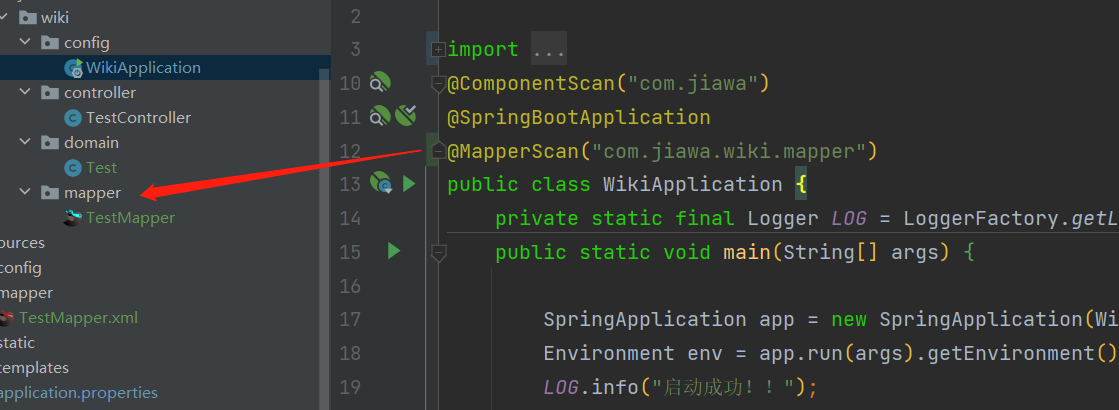 wiki
config
WikiApplication
controller
TestController
domain
Test
mapper
TestMapper
ources
config
mapper
TestMapper.xml
static
templates
application.properties
2
3 import ...
10 @ComponentScan("com.jiawa")
11 @SpringBootApplication
12 @MapperScan("com.jiawa.wiki.mapper")
13 public class WikiApplication {
14 private static final Logger LOG = LoggerFactory.getL
15 public static void main(String[] args) {
16
17 SpringApplication app = new SpringApplication(Wi
18 Environment env = app.run(args).getEnvironment()
19 LOG.info("启动成功！！");